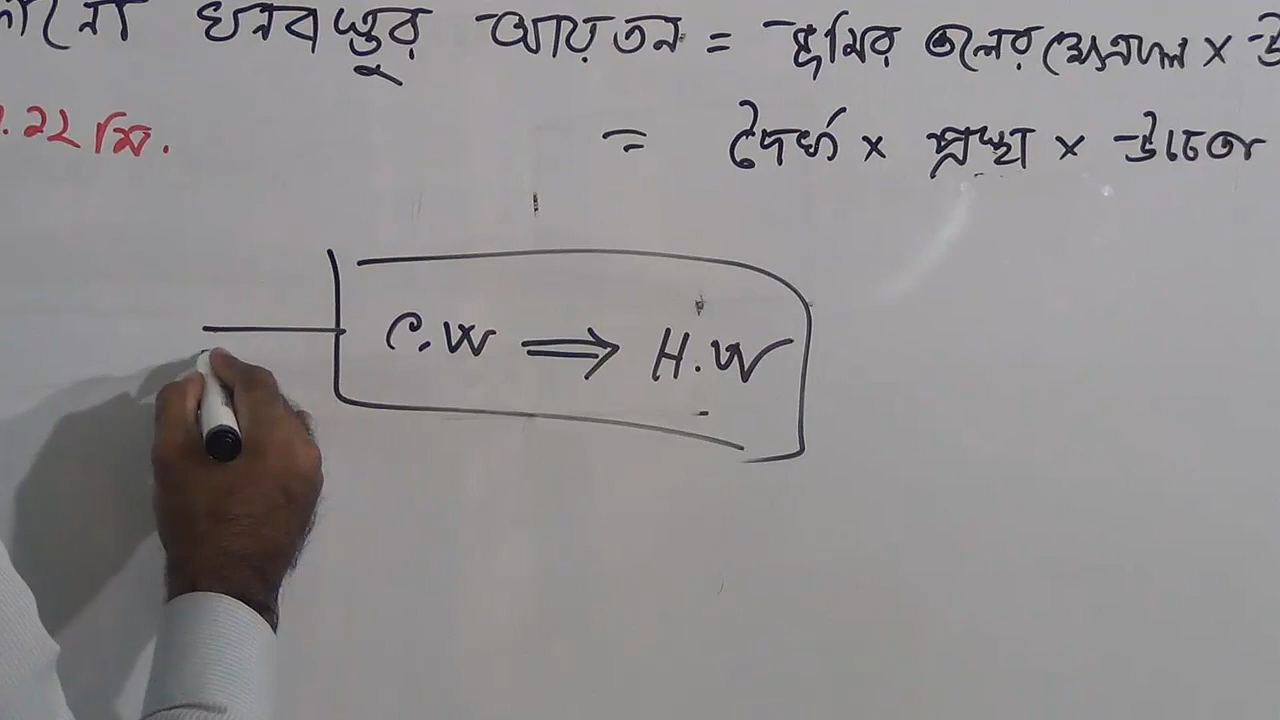 ঘনবস্তুর আয়তন = ভূমির তলের ক্ষেত্রফল ×
.২২ মি.
= দৈর্ঘ্য × প্রস্থ × উচ্চতা
C.W ⇒ H.W